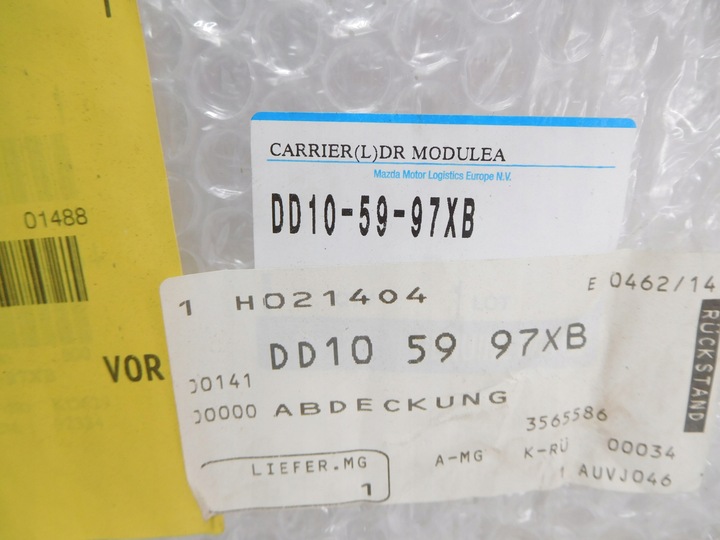 CARRIER(L)DR MODULEA
Mazda Motor Logistics Europe N.V.
DD10-59-97XB
01488
VOR
1 H021404
E 0462/14
DD10 59 97XB
RÜCKSTAND
00141
00000 ABDECKUNG
3565586
LIEFER.MG
A-MG K-RÜ 00034
1
1 AUVJ046